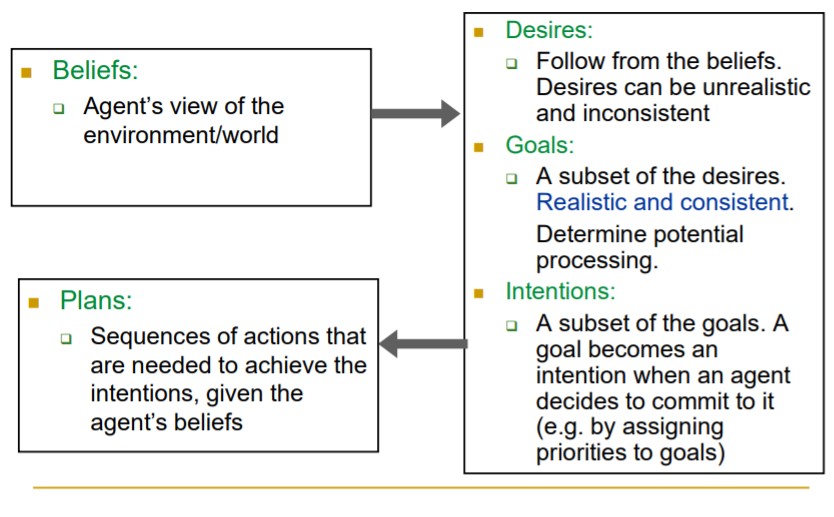 Beliefs:
Agent's view of the
environment/world
Desires:
Follow from the beliefs.
Desires can be unrealistic
and inconsistent
Goals:
A subset of the desires.
Realistic and consistent.
Determine potential
processing.
Intentions:
A subset of the goals. A
goal becomes an
intention when an agent
decides to commit to it
(e.g. by assigning
priorities to goals)
Plans:
Sequences of actions that
are needed to achieve the
intentions, given the
agent's beliefs